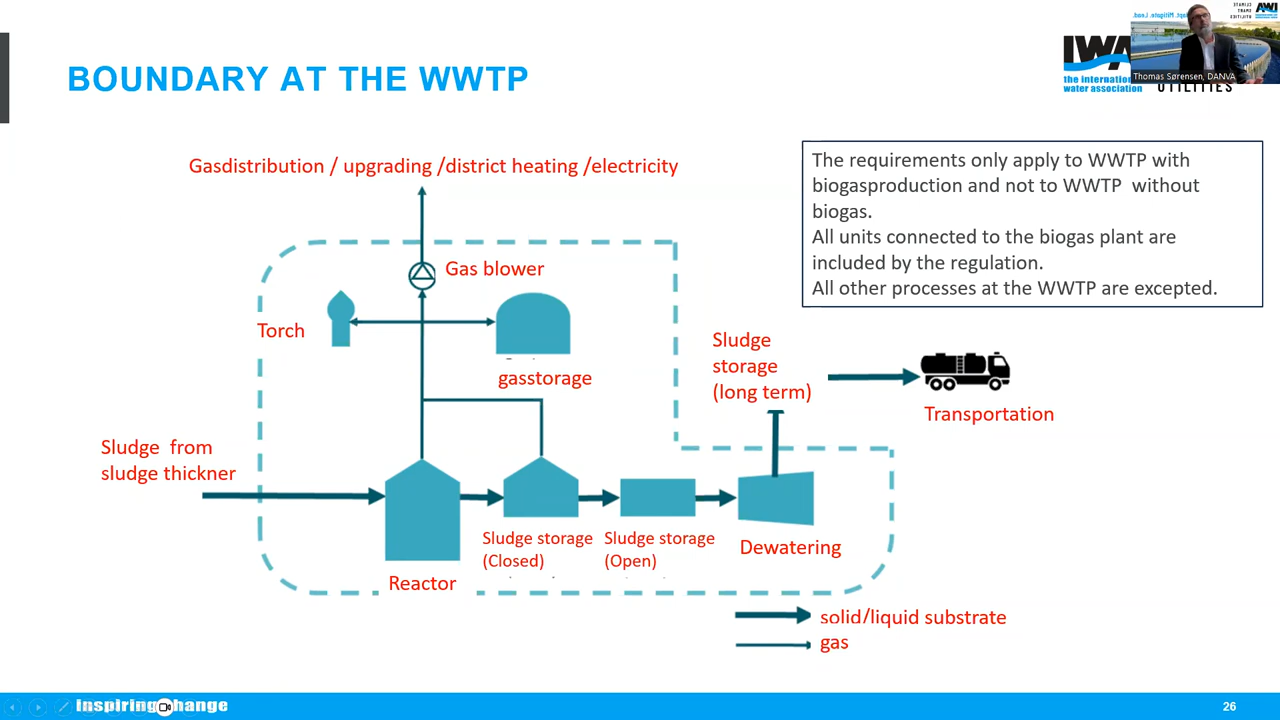 BOUNDARY AT THE WWTP
IWA
the internati
water association
UTILITIES
Thomas Sørensen, DANVA
Gasdistribution / upgrading /district heating /electricity
The requirements only apply to WWTP with
biogasproduction and not to WWTP without
biogas.
All units connected to the biogas plant are
included by the regulation.
All other processes at the WWTP are excepted.
Gas blower
Torch
gasstorage
Sludge
storage
(long term)
Transportation
Sludge from
sludge thickner
Sludge storage
(Closed)
Sludge storage
(Open)
Dewatering
Reactor
solid/liquid substrate
gas
inspiring change
26